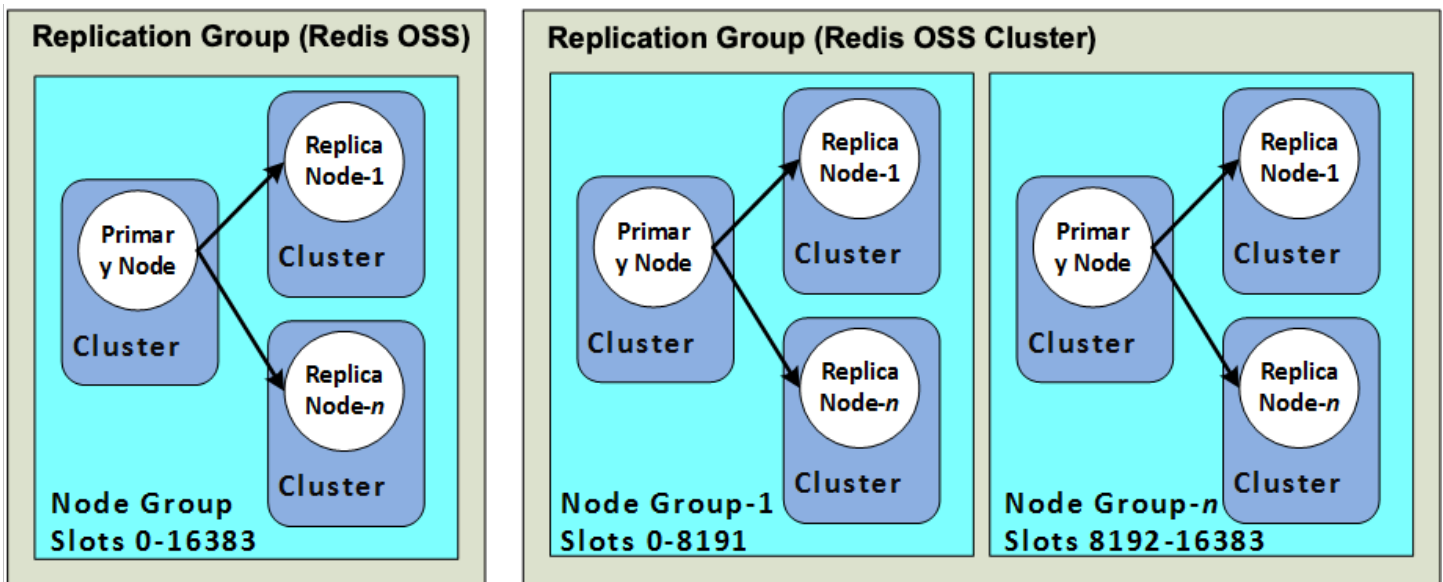 Replication Group (Redis OSS)
Replica
Node-1
Cluster
Primar
y Node
Cluster
Replica
Node-n
Cluster
Node Group
Slots 0-16383
Replication Group (Redis OSS Cluster)
Replica
Node-1
Cluster
Primar
y Node
Cluster
Replica
Node-n
Cluster
Node Group-1
Slots 0-8191
Replica
Node-1
Cluster
Primar
y Node
Cluster
Replica
Node-n
Cluster
Node Group-n
Slots 8192-16383